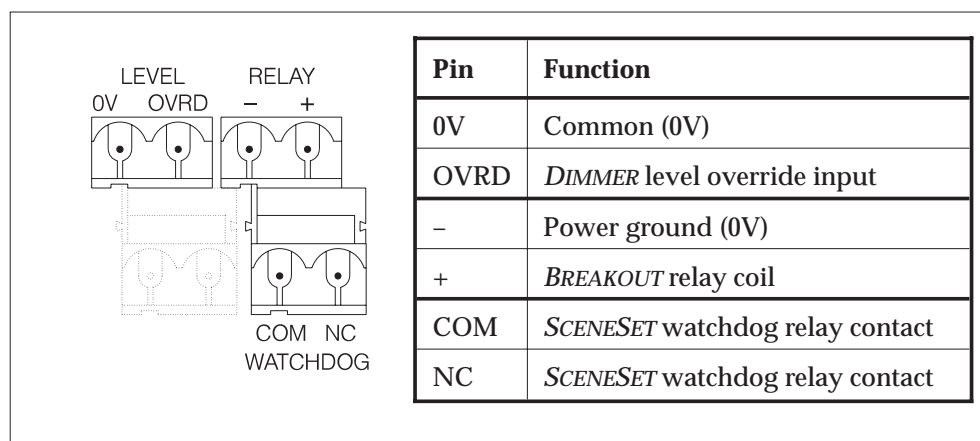 LEVEL RELAY
0V OVRD – +
COM NC
WATCHDOG
Pin Function
0V Common (0V)
OVRD DIMMER level override input
– Power ground (0V)
+ BREAKOUT relay coil
COM SCENESET watchdog relay contact
NC SCENESET watchdog relay contact